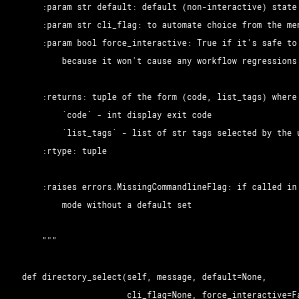 :param str default: default (non-interactive) state
:param str cli_flag: to automate choice from the
:param bool force_interactive: True if it's safe to
because it won't cause any workflow regressions

:returns: tuple of the form (code, list_tags) where
`code` - int display exit code
`list_tags` - list of str tags selected by the
:rtype: tuple

:raises errors.MissingCommandlineFlag: if called in
mode without a default set

"""

def directory_select(self, message, default=None,
cli_flag=None, force_interactive=